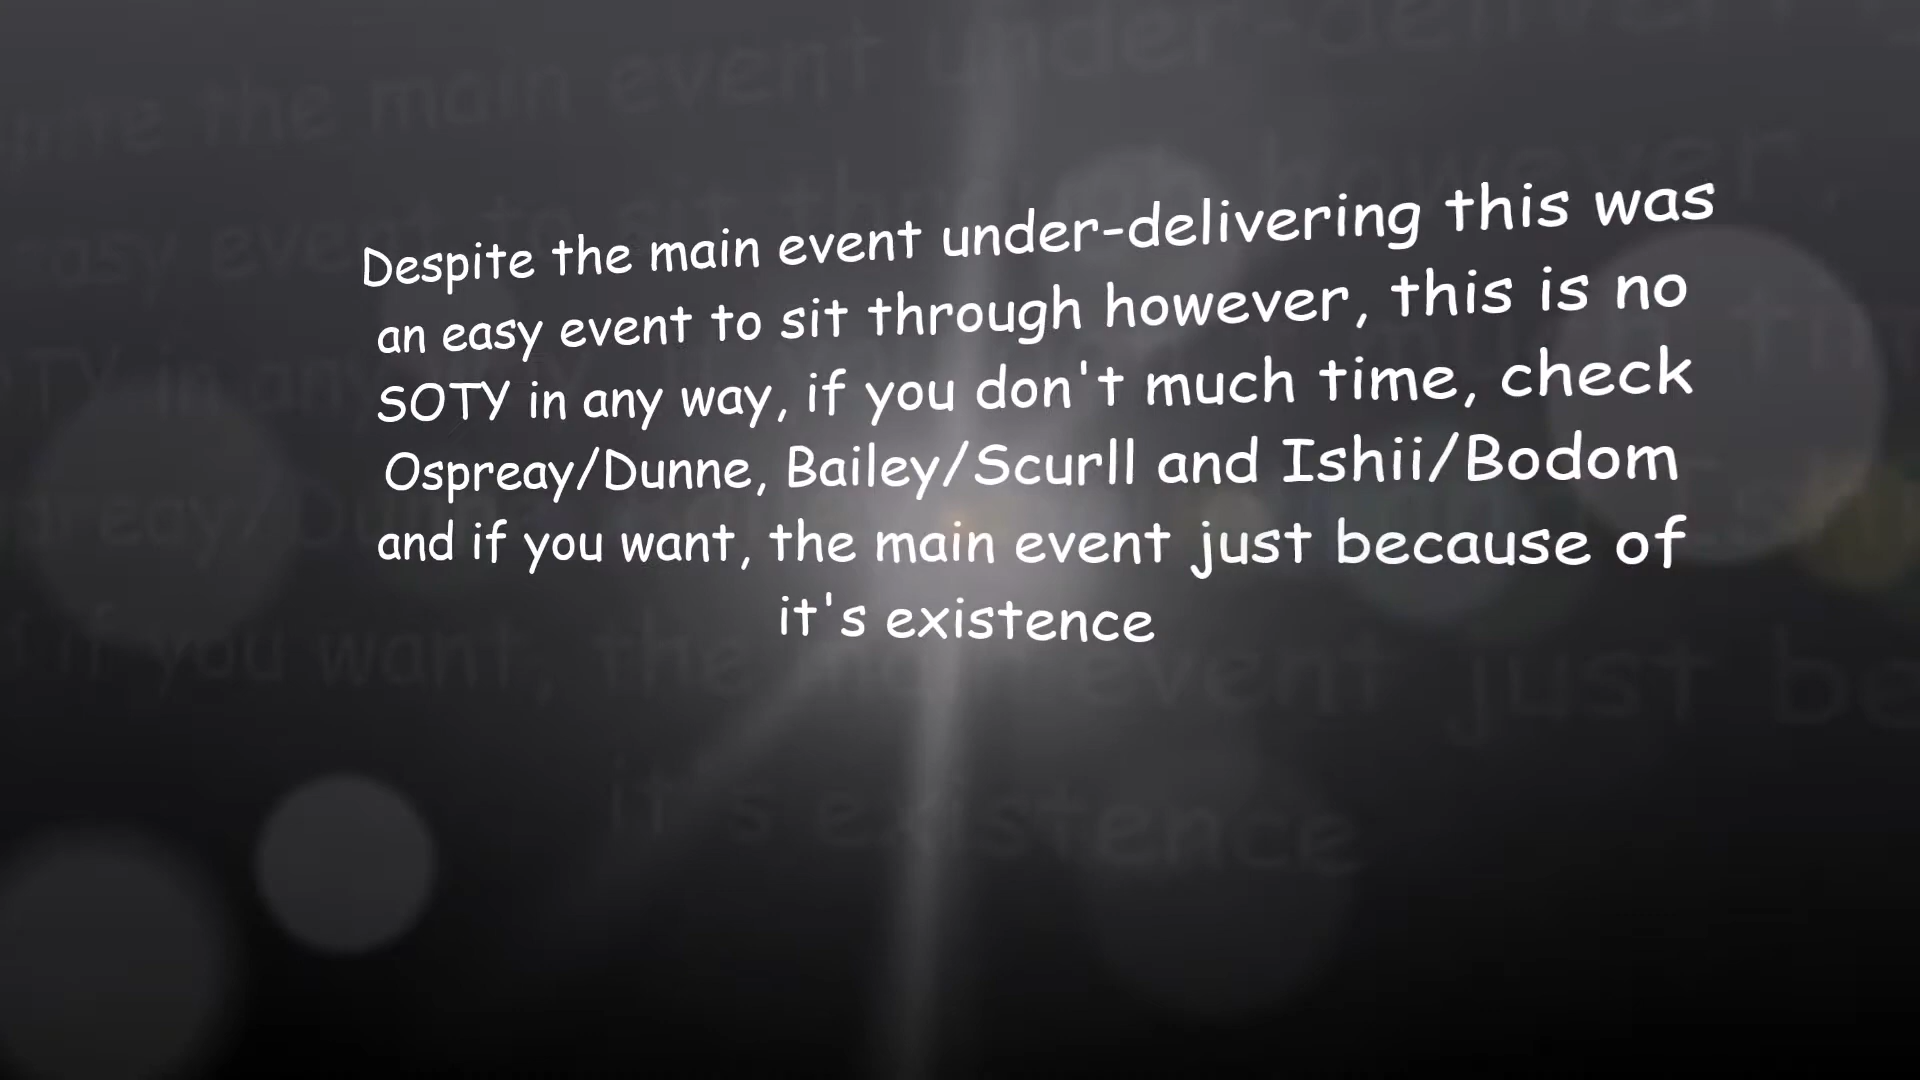 Despite the main event under-delivering this was
an easy event to sit through however, this is no
SOTY in any way, if you don't much time, check
Ospreay/Dunne, Bailey/Scurll and Ishii/Bodom
and if you want, the main event just because of
it's existence